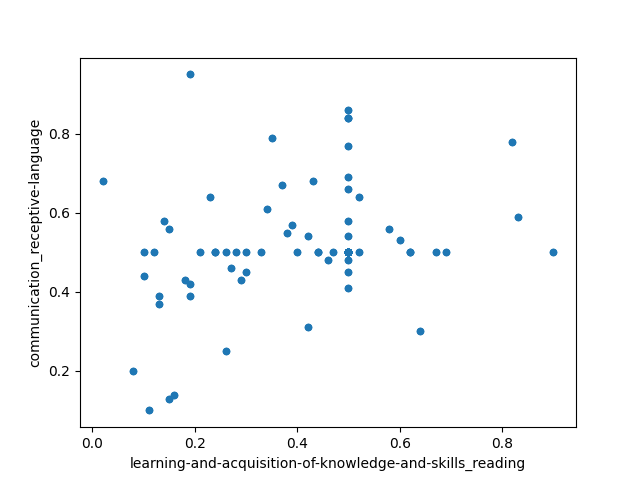 communication_receptive-language
0.8
0.6
0.4
0.2
0.0 0.2 0.4 0.6 0.8
learning-and-acquisition-of-knowledge-and-skills_reading